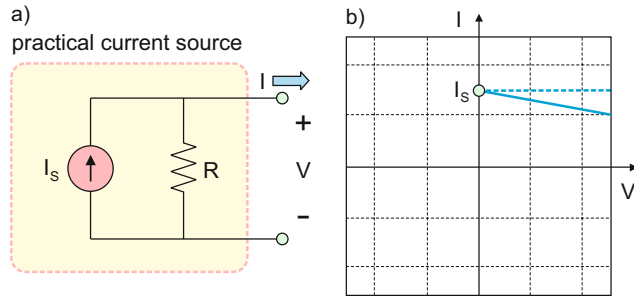 a)
practical current source
I
+
I_S
R
V
-
b)
I
I_S
V